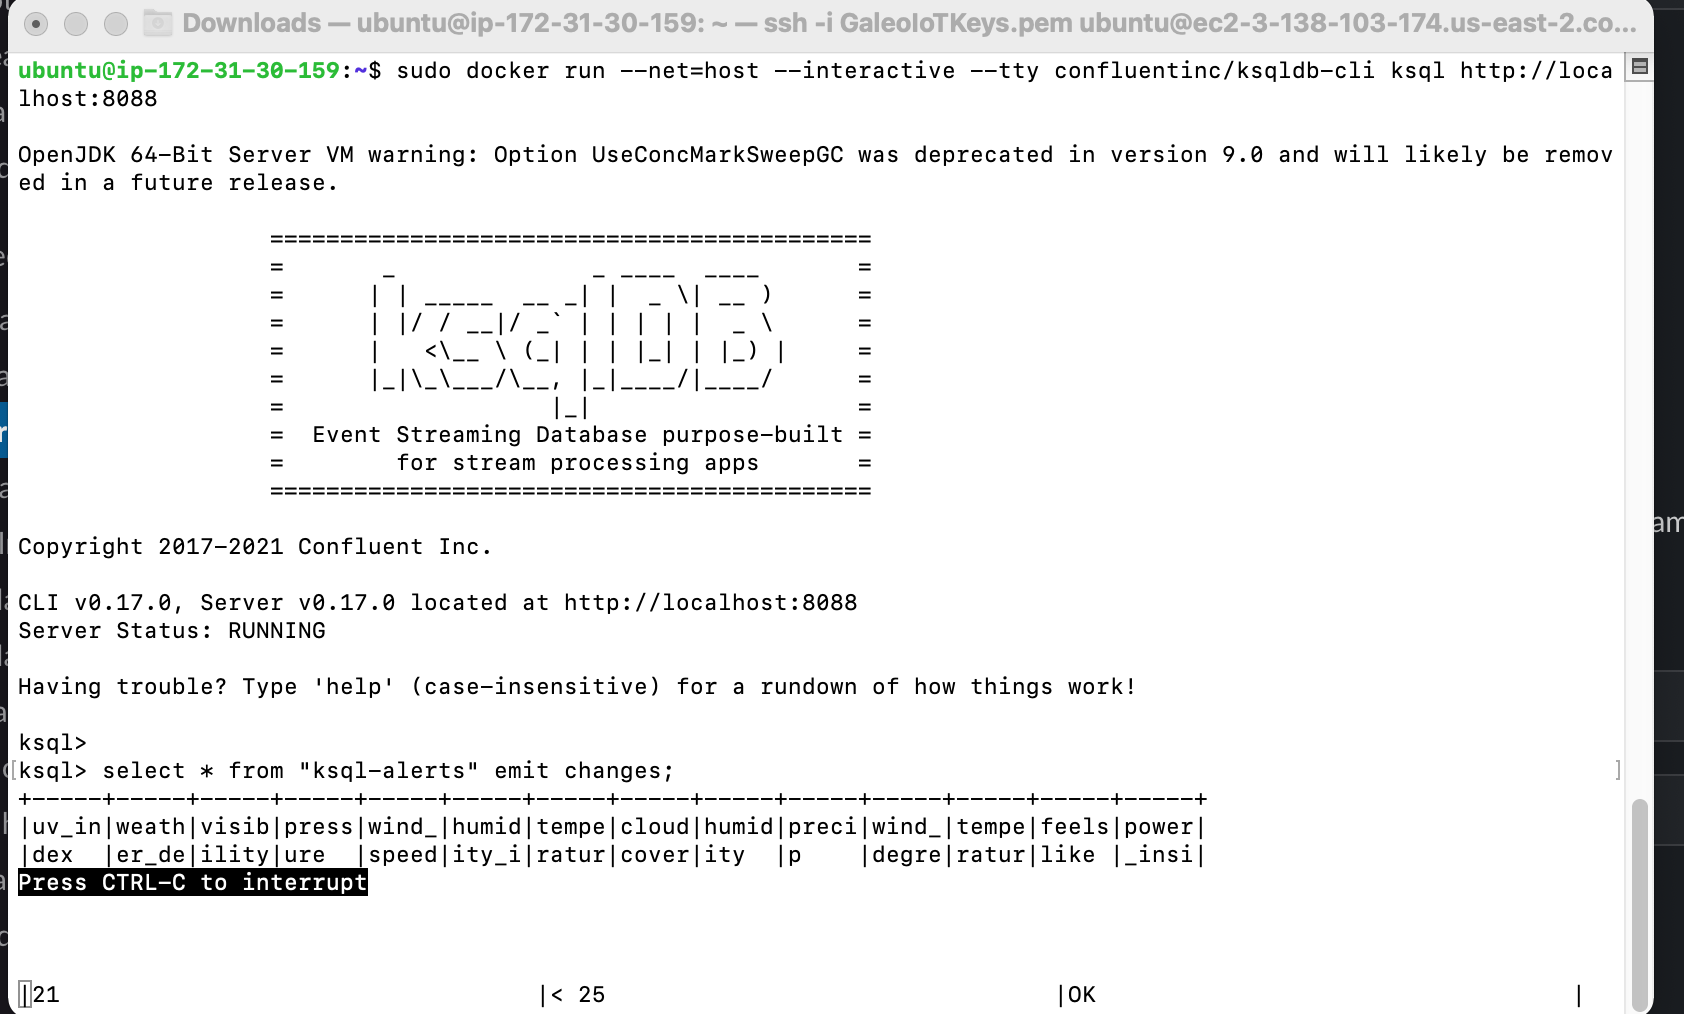 Downloads — ubuntu@ip-172-31-30-159: ~ — ssh -i GaleoIoTKeys.pem ubuntu@ec2-3-138-103-174.us-east-2.co...
ubuntu@ip-172-31-30-159:~$ sudo docker run --net=host --interactive --tty confluentinc/ksqldb-cli ksql http://loca
lhost:8088
OpenJDK 64-Bit Server VM warning: Option UseConcMarkSweepGC was deprecated in version 9.0 and will likely be remov
ed in a future release.
===========================================
=       _              _ ____  ____       =
=      | | _____  __ _| |  _ \| __ )      =
=      | |/ / __|/ _` | | | | |  _ \      =
=      |   <\__ \ (_| | | |_| | |_) |     =
=      |_|\_\___/\__, |_|____/|____/      =
=                   |_|                   =
=  Event Streaming Database purpose-built =
=        for stream processing apps       =
===========================================
Copyright 2017-2021 Confluent Inc.
CLI v0.17.0, Server v0.17.0 located at http://localhost:8088
Server Status: RUNNING
Having trouble? Type 'help' (case-insensitive) for a rundown of how things work!
ksql>
ksql> select * from "ksql-alerts" emit changes;
+-----+-----+-----+-----+-----+-----+-----+-----+-----+-----+-----+-----+-----+-----+
|uv_in|weath|visib|press|wind_|humid|tempe|cloud|humid|preci|wind_|tempe|feels|power|
|dex  |er_de|ility|ure  |speed|ity_i|ratur|cover|ity  |p    |degre|ratur|like |_insi|
Press CTRL-C to interrupt
|21                                  |< 25                                |OK                                  |